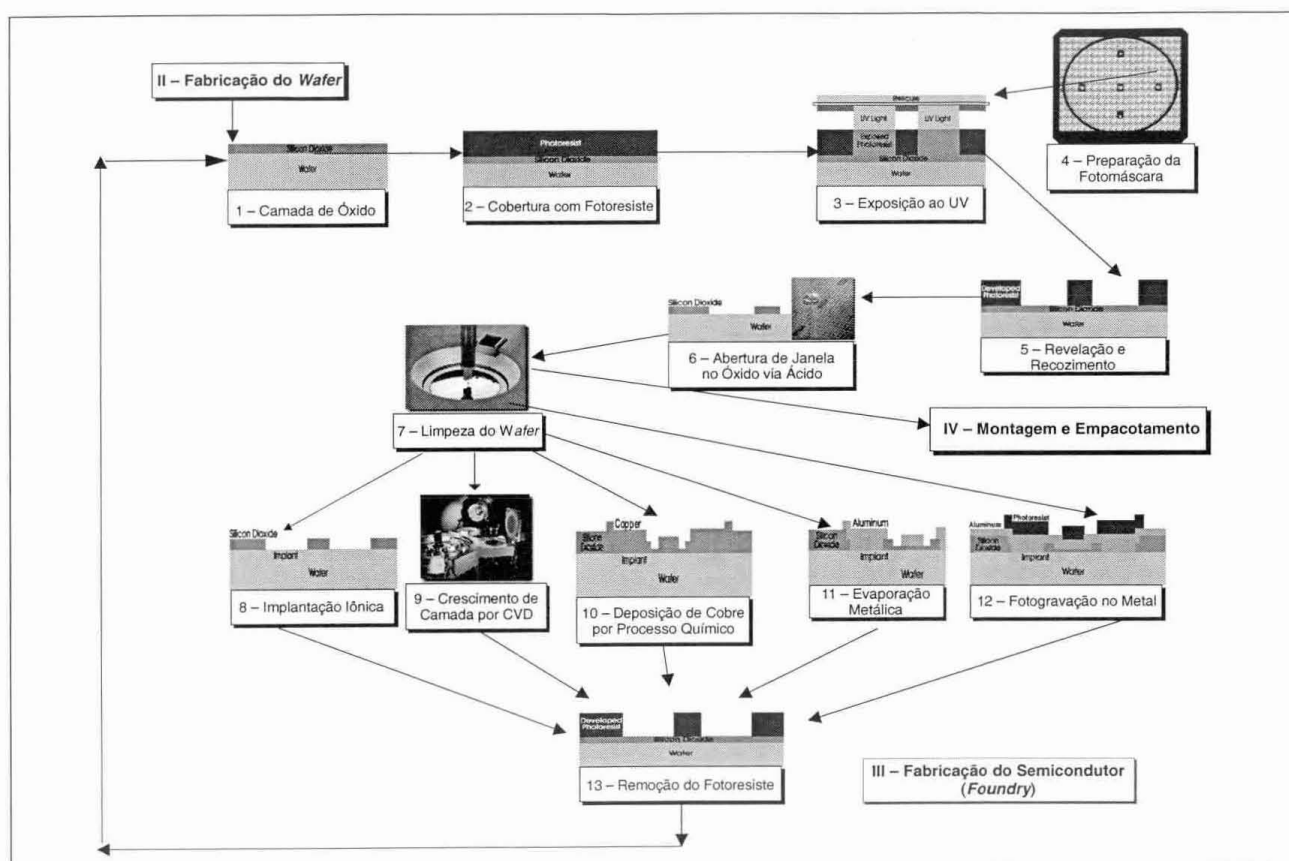 II – Fabricação do Wafer
Silicon Dioxide
Wafer
1 – Camada de Óxido
Photoresist
Silicon Dioxide
Wafer
2 – Cobertura com Fotoresiste
UV Light
UV Light
Exposed
Photoresist
Silicon Dioxide
Wafer
3 – Exposição ao UV
4 – Preparação da
Fotomáscara
Developed
Photoresist
Silicon Dioxide
Wafer
5 – Revelação e
Recozimento
Silicon Dioxide
Wafer
6 – Abertura de Janela
no Óxido via Ácido
7 – Limpeza do Wafer
IV – Montagem e Empacotamento
Silicon Dioxide
Implant
Wafer
8 – Implantação Iônica
9 – Crescimento de
Camada por CVD
Copper
Silicon
Dioxide
Implant
Wafer
10 – Deposição de Cobre
por Processo Químico
Aluminum
Silicon
Dioxide
Implant
Wafer
11 – Evaporação
Metálica
Aluminum
Photoresist
Silicon
Dioxide
Implant
Wafer
12 – Fotogravação no Metal
Developed
Photoresist
Silicon Dioxide
Wafer
13 – Remoção do Fotoresiste
III – Fabricação do Semicondutor
(Foundry)